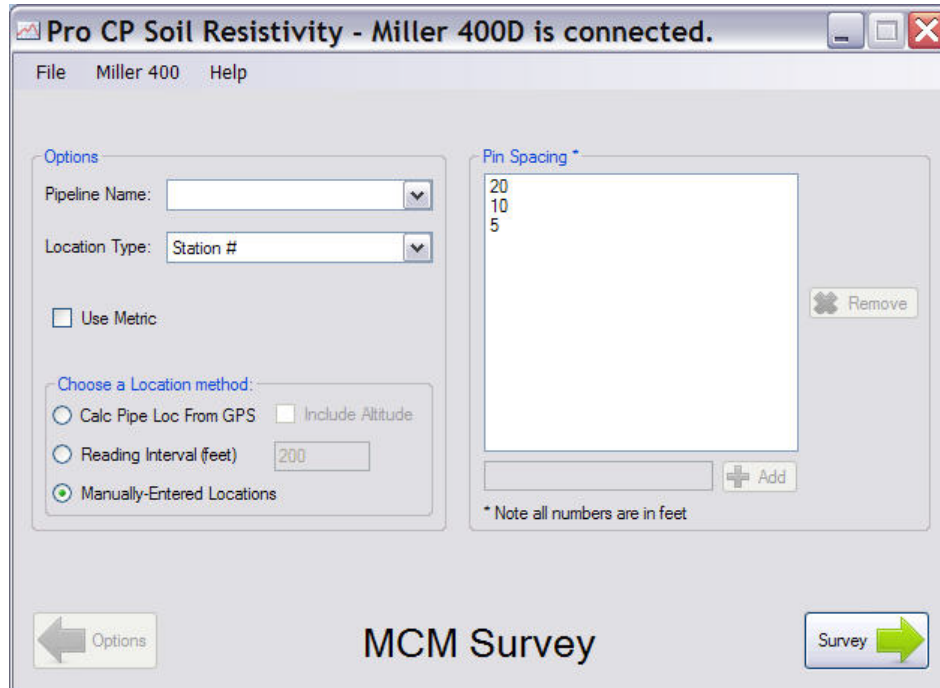 Pro CP Soil Resistivity - Miller 400D is connected.
File Miller 400 Help
Options
Pipeline Name:
Location Type: Station #
Use Metric
Choose a Location method:
Calc Pipe Loc From GPS Include Altitude
Reading Interval (feet) 200
Manually-Entered Locations
Pin Spacing *
20
10
5
Remove
Add
* Note all numbers are in feet
Options
MCM Survey
Survey